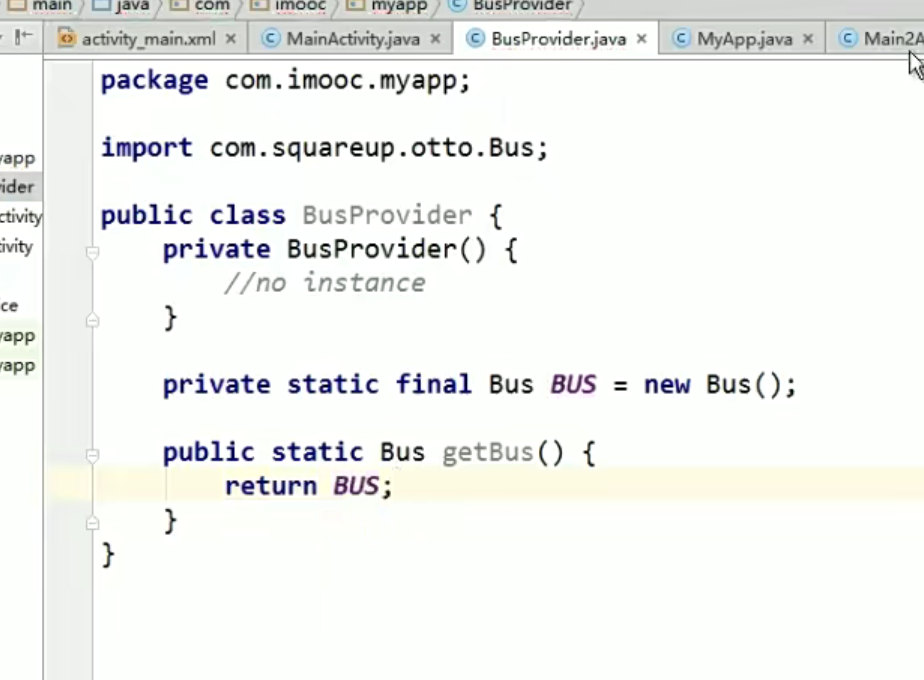 main java com imooc myapp BusProvider
activity_main.xml MainActivity.java BusProvider.java MyApp.java Main2A
package com.imooc.myapp;
import com.squareup.otto.Bus;
yapp
vider
public class BusProvider {
ctivity
private BusProvider() {
tivity
//no instance
ce
}
yapp
yapp
private static final Bus BUS = new Bus();
public static Bus getBus() {
return BUS;
}
}